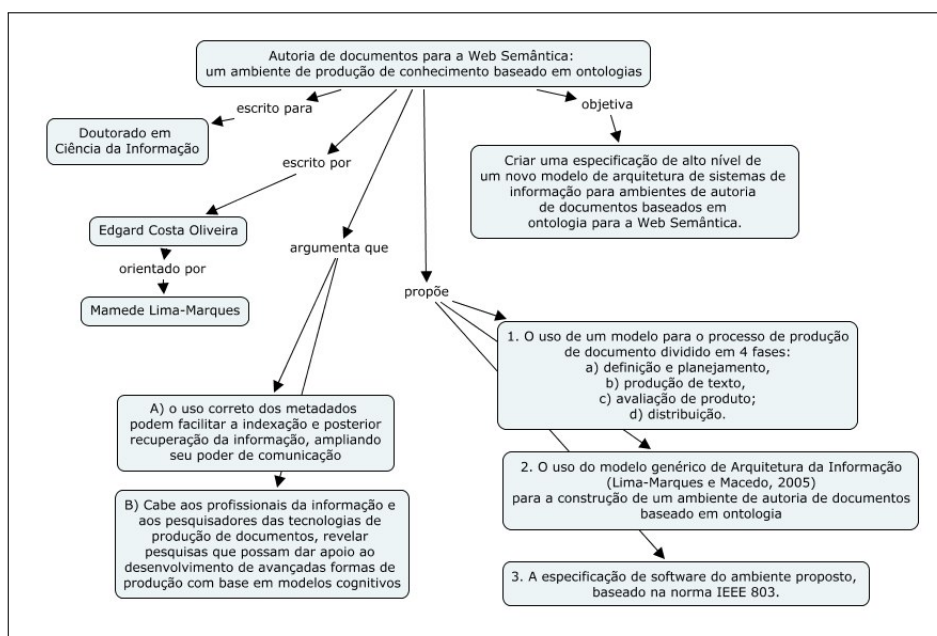 Autoria de documentos para a Web Semântica:
um ambiente de produção de conhecimento baseado em ontologias
escrito para
objetiva
Doutorado em
Ciência da Informação
escrito por
Criar uma especificação de alto nível de
um novo modelo de arquitetura de sistemas de
informação para ambientes de autoria
de documentos baseados em
ontologia para a Web Semântica.
Edgard Costa Oliveira
orientado por
Mamede Lima-Marques
argumenta que
propõe
A) o uso correto dos metadados
podem facilitar a indexação e posterior
recuperação da informação, ampliando
seu poder de comunicação
B) Cabe aos profissionais da informação e
aos pesquisadores das tecnologias de
produção de documentos, revelar
pesquisas que possam dar apoio ao
desenvolvimento de avançadas formas de
produção com base em modelos cognitivos
1. O uso de um modelo para o processo de produção
de documento dividido em 4 fases:
a) definição e planejamento,
b) produção de texto,
c) avaliação de produto;
d) distribuição.
2. O uso do modelo genérico de Arquitetura da Informação
(Lima-Marques e Macedo, 2005)
para a construção de um ambiente de autoria de documentos
baseado em ontologia
3. A especificação de software do ambiente proposto,
baseado na norma IEEE 803.